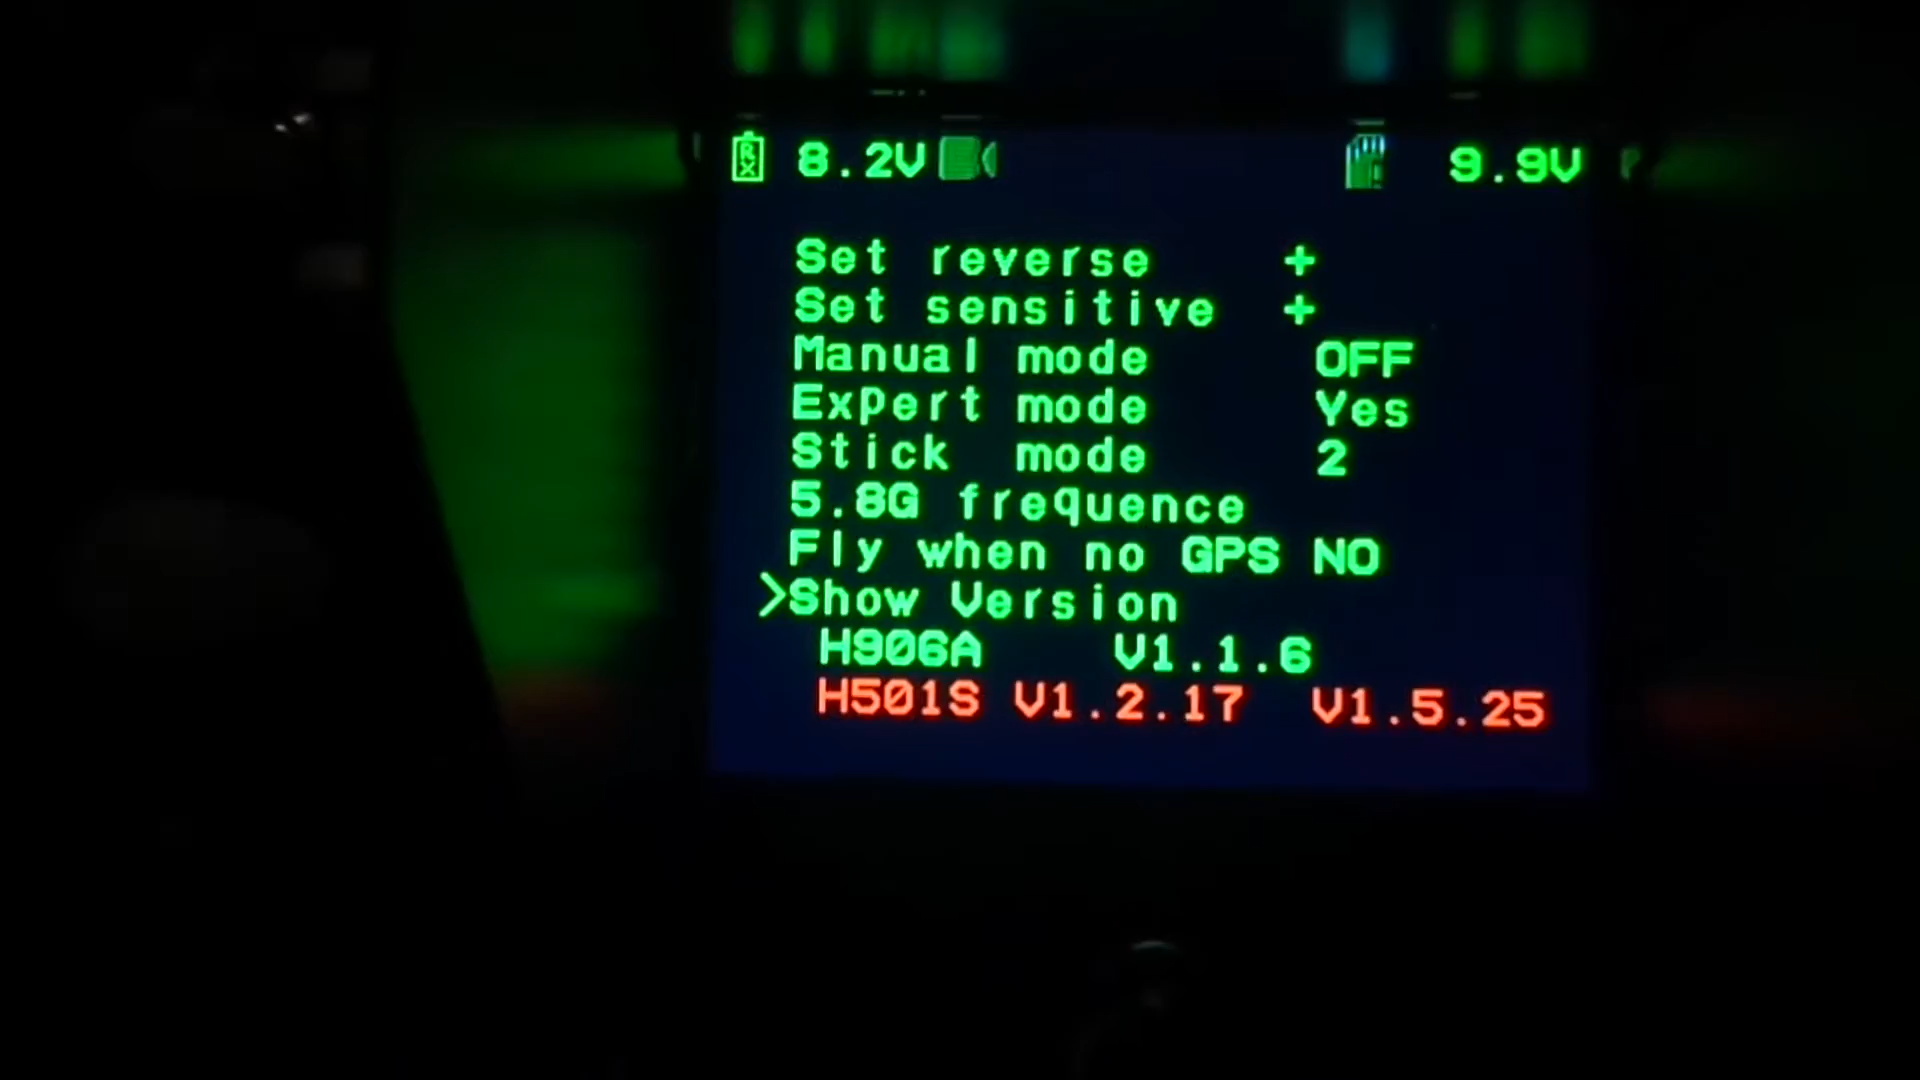 RX 8.2V 9.9V
Set reverse +
Set sensitive +
Manual mode OFF
Expert mode Yes
Stick mode 2
5.8G frequence
Fly when no GPS NO
>Show Version
H906A V1.1.6
H501S V1.2.17 V1.5.25